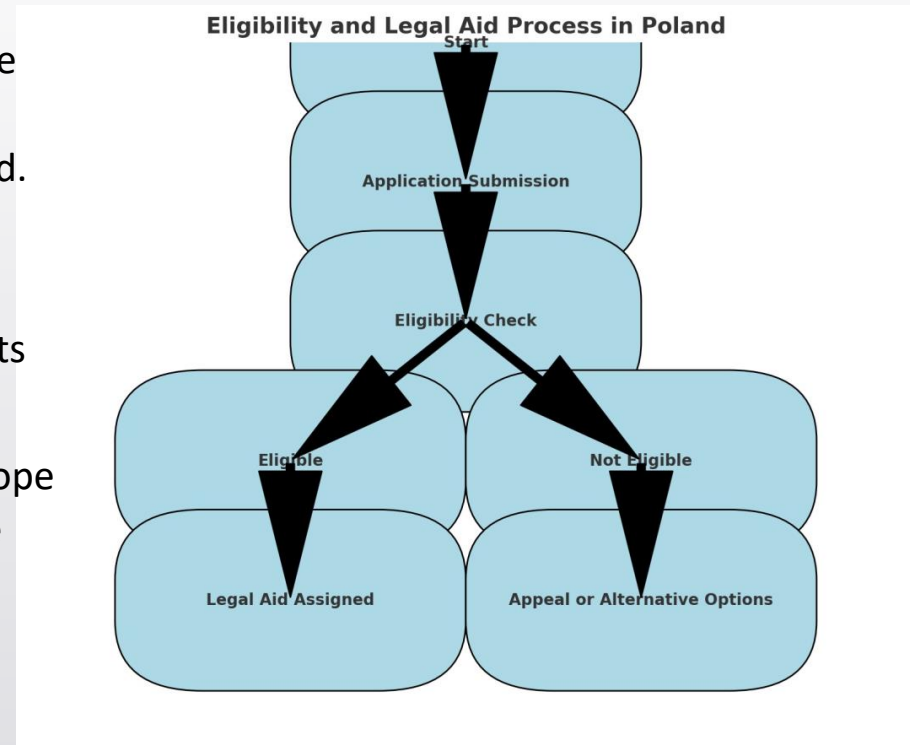 Eligibility and Legal Aid Process in Poland
Start
Application Submission
Eligibility Check
Eligible
Not Eligible
Legal Aid Assigned
Appeal or Alternative Options